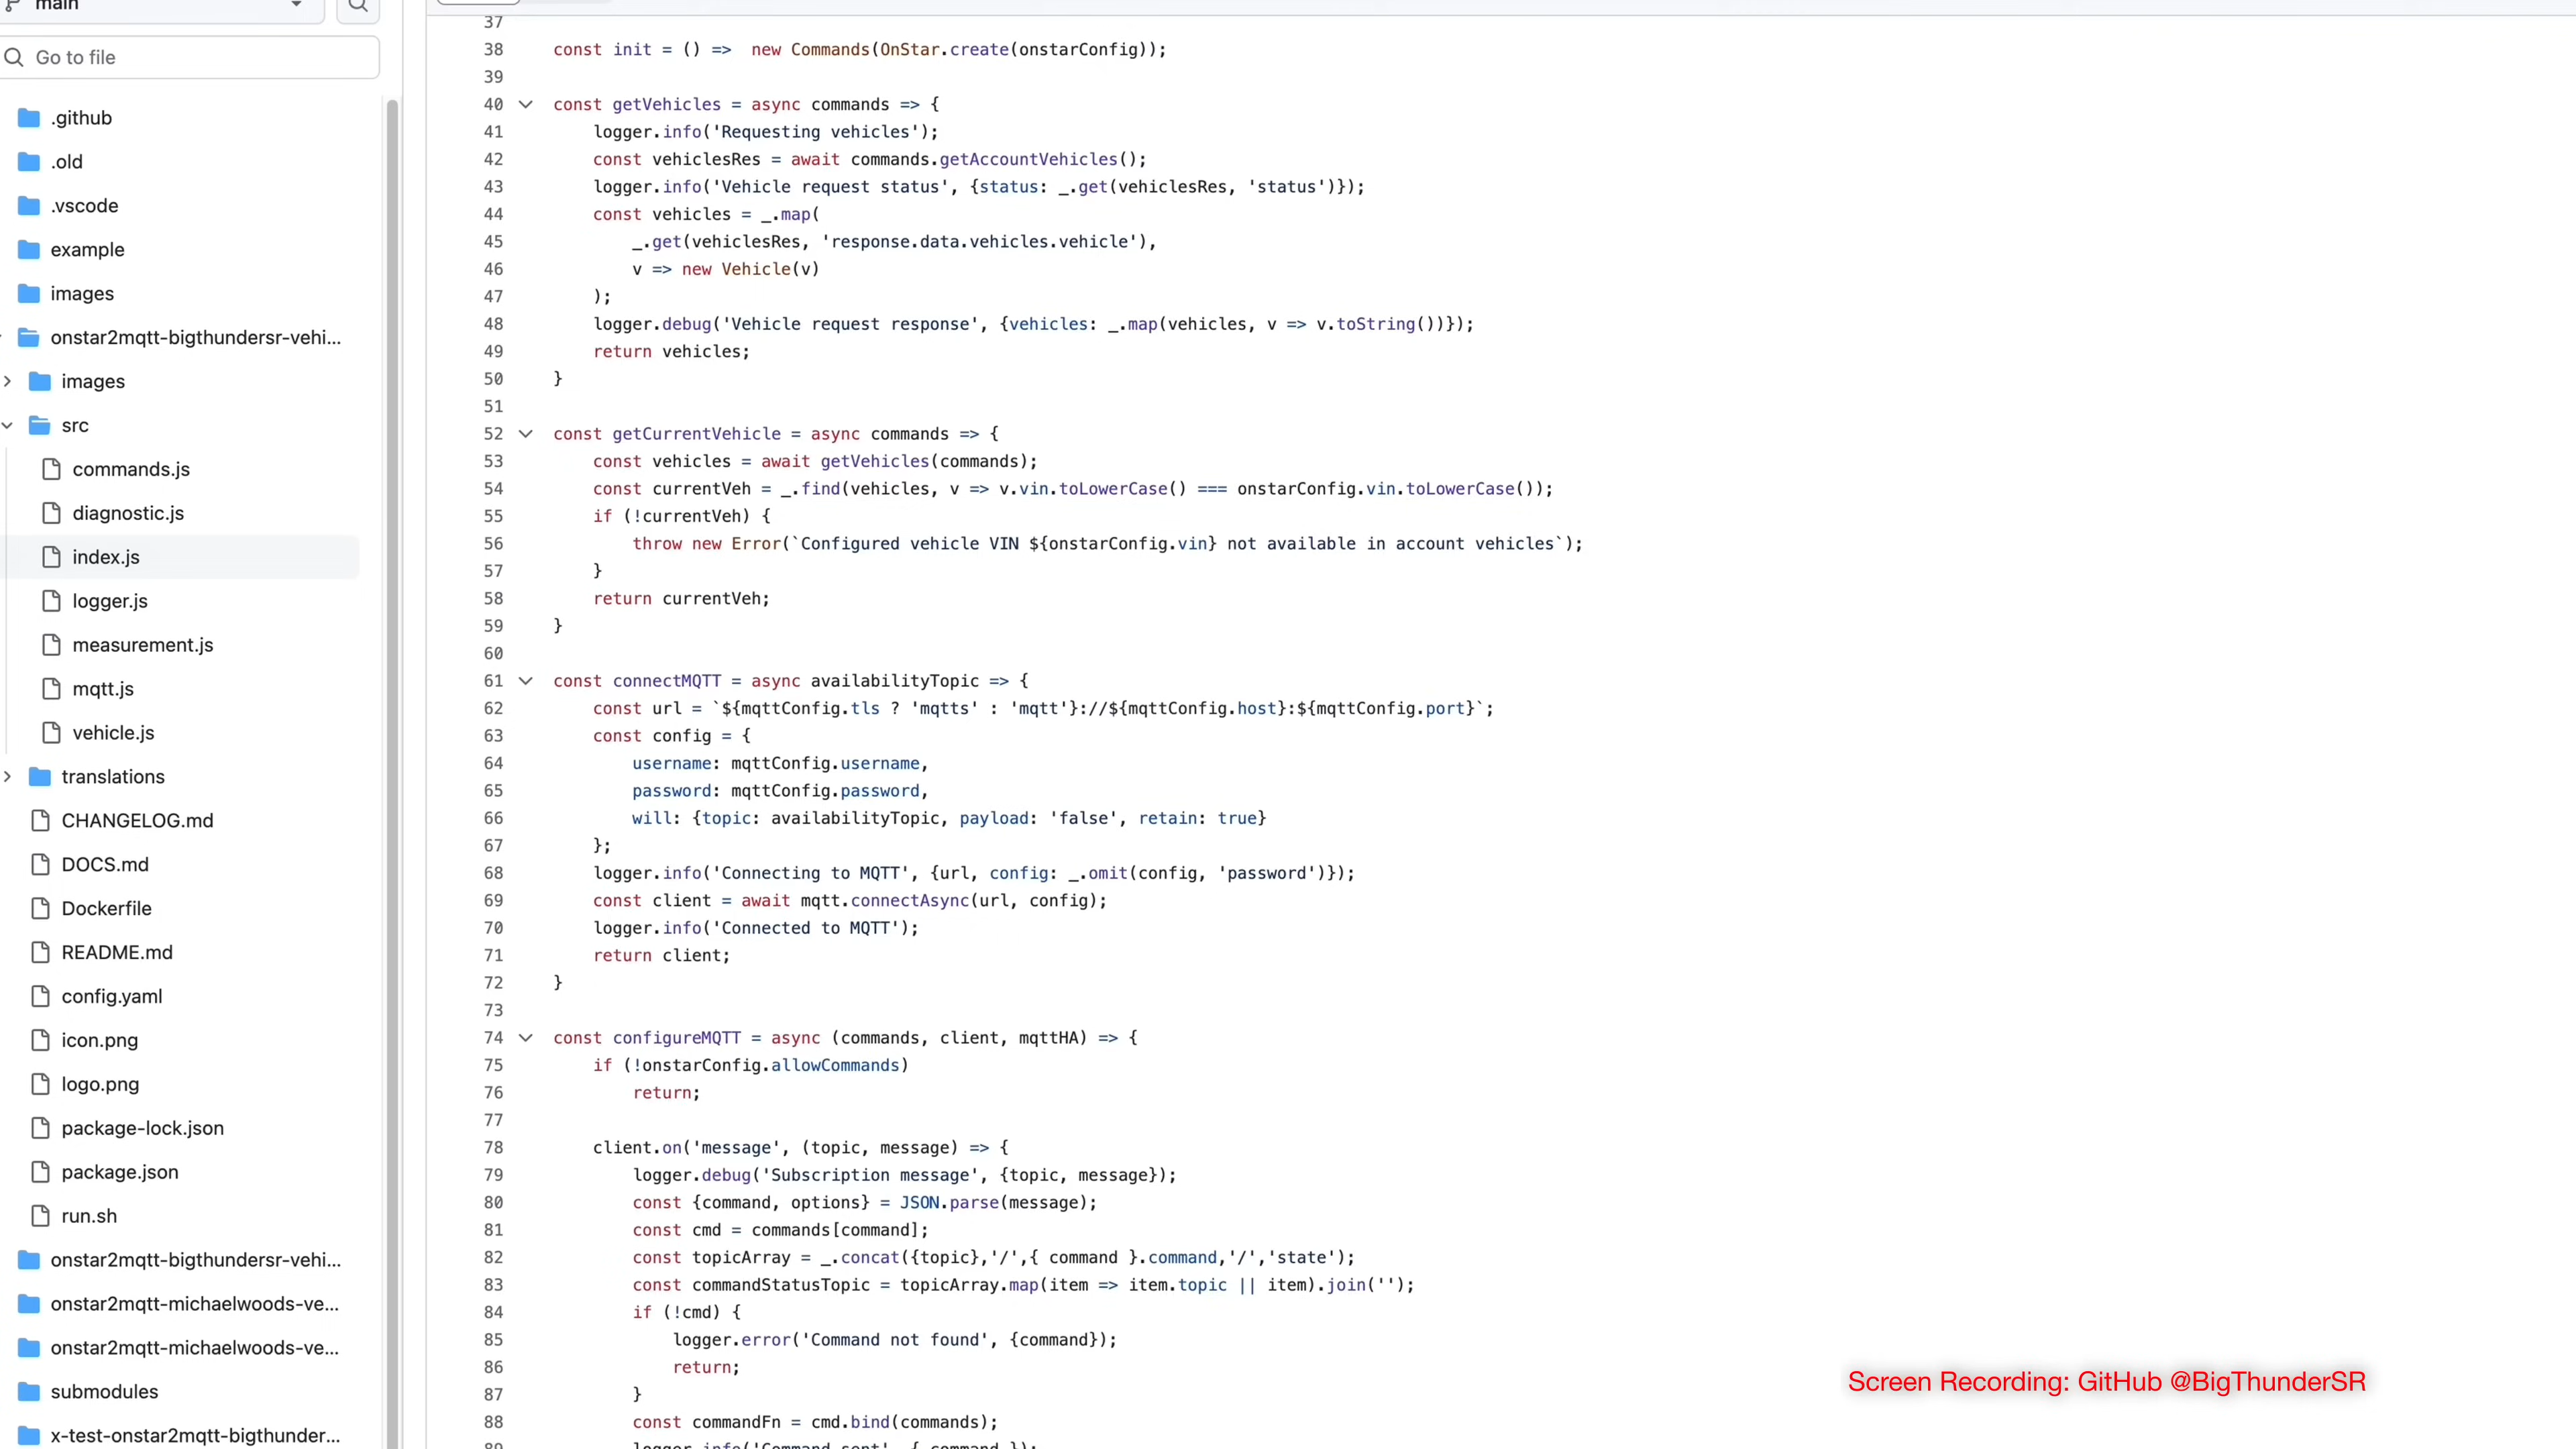 main
Go to file
.github
.old
.vscode
example
images
onstar2mqtt-bigthundersr-vehi...
images
src
commands.js
diagnostic.js
index.js
logger.js
measurement.js
mqtt.js
vehicle.js
translations
CHANGELOG.md
DOCS.md
Dockerfile
README.md
config.yaml
icon.png
logo.png
package-lock.json
package.json
run.sh
onstar2mqtt-bigthundersr-vehi...
onstar2mqtt-michaelwoods-ve...
onstar2mqtt-michaelwoods-ve...
submodules
x-test-onstar2mqtt-bigthunder...
37
38 const init = () =>  new Commands(OnStar.create(onstarConfig));
39
40 const getVehicles = async commands => {
41     logger.info('Requesting vehicles');
42     const vehiclesRes = await commands.getAccountVehicles();
43     logger.info('Vehicle request status', {status: _.get(vehiclesRes, 'status')});
44     const vehicles = _.map(
45         _.get(vehiclesRes, 'response.data.vehicles.vehicle'),
46         v => new Vehicle(v)
47     );
48     logger.debug('Vehicle request response', {vehicles: _.map(vehicles, v => v.toString())});
49     return vehicles;
50 }
51
52 const getCurrentVehicle = async commands => {
53     const vehicles = await getVehicles(commands);
54     const currentVeh = _.find(vehicles, v => v.vin.toLowerCase() === onstarConfig.vin.toLowerCase());
55     if (!currentVeh) {
56         throw new Error(`Configured vehicle VIN ${onstarConfig.vin} not available in account vehicles`);
57     }
58     return currentVeh;
59 }
60
61 const connectMQTT = async availabilityTopic => {
62     const url = `${mqttConfig.tls ? 'mqtts' : 'mqtt'}://${mqttConfig.host}:${mqttConfig.port}`;
63     const config = {
64         username: mqttConfig.username,
65         password: mqttConfig.password,
66         will: {topic: availabilityTopic, payload: 'false', retain: true}
67     };
68     logger.info('Connecting to MQTT', {url, config: _.omit(config, 'password')});
69     const client = await mqtt.connectAsync(url, config);
70     logger.info('Connected to MQTT');
71     return client;
72 }
73
74 const configureMQTT = async (commands, client, mqttHA) => {
75     if (!onstarConfig.allowCommands)
76         return;
77
78     client.on('message', (topic, message) => {
79         logger.debug('Subscription message', {topic, message});
80         const {command, options} = JSON.parse(message);
81         const cmd = commands[command];
82         const topicArray = _.concat({topic},'/',{ command }.command,'/','state');
83         const commandStatusTopic = topicArray.map(item => item.topic || item).join('');
84         if (!cmd) {
85             logger.error('Command not found', {command});
86             return;
87         }
88         const commandFn = cmd.bind(commands);
89         logger.info('Command sent', { command });
Screen Recording: GitHub @BigThunderSR